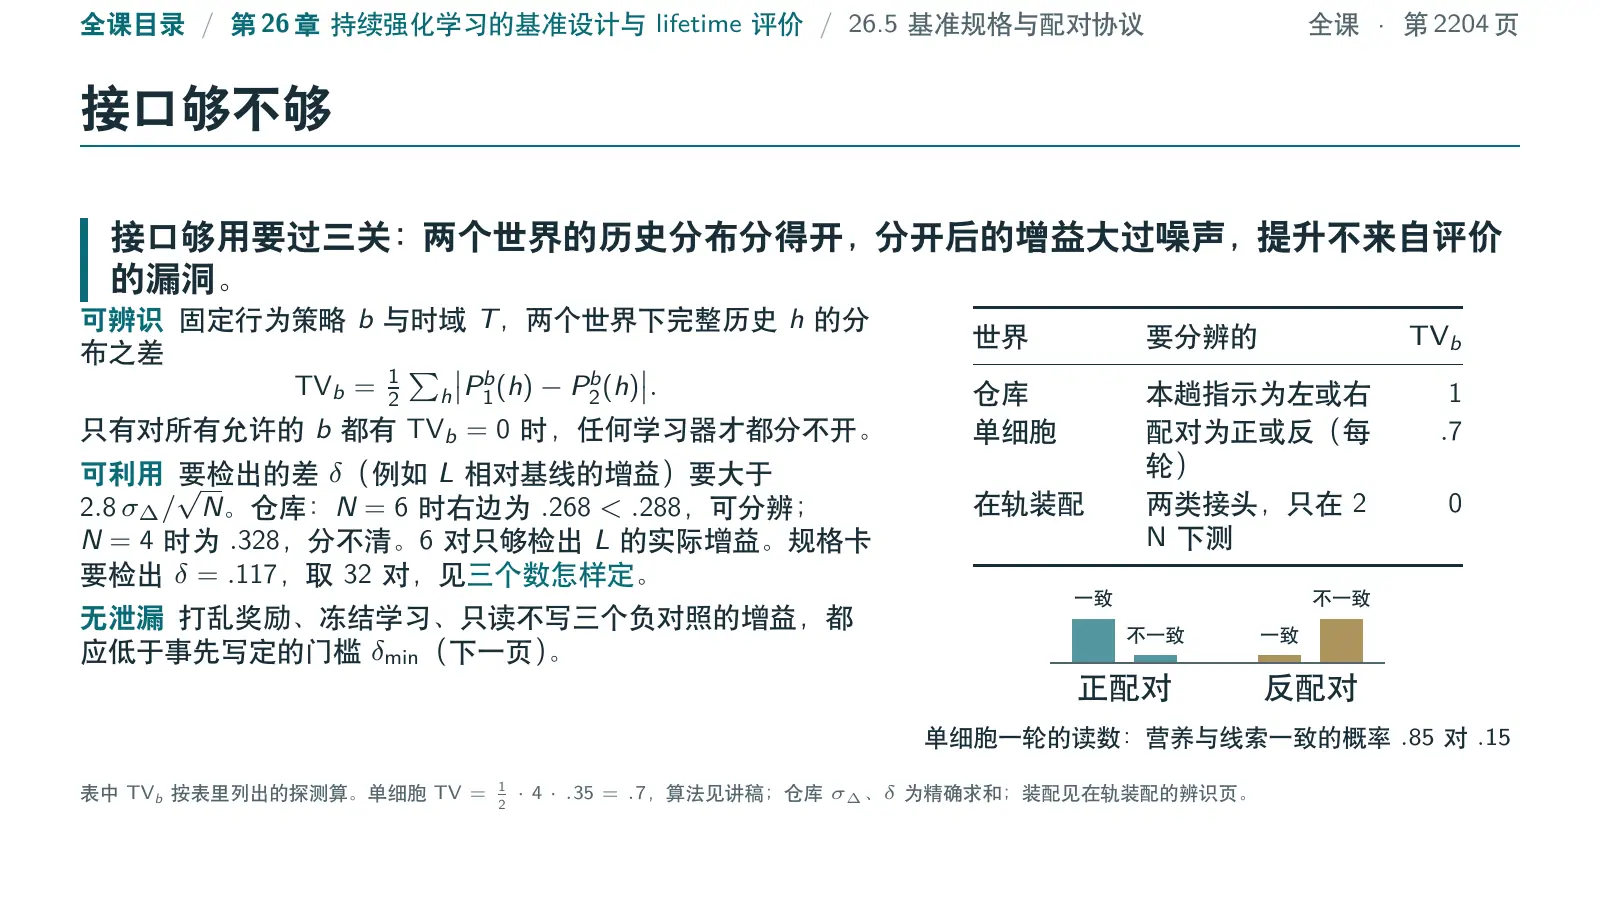 全课目录 / 第 26 章 持续强化学习的基准设计与 lifetime 评价 / 26.5 基准规格与配对协议
全课 · 第 2204 页
接口够不够
接口够用要过三关：两个世界的历史分布分得开，分开后的增益大过噪声，提升不来自评价
的漏洞。
可辨识 固定行为策略 b 与时域 T，两个世界下完整历史 h 的分
布之差
TV_b = 1/2 ∑_h |P_1^b(h) − P_2^b(h)|.
只有对所有允许的 b 都有 TV_b = 0 时，任何学习器才都分不开。
可利用 要检出的差 δ（例如 L 相对基线的增益）要大于
2.8 σ_Δ/√N。仓库：N = 6 时右边为 .268 < .288，可分辨；
N = 4 时为 .328，分不清。6 对只够检出 L 的实际增益。规格卡
要检出 δ = .117，取 32 对，见三个数怎样定。
无泄漏 打乱奖励、冻结学习、只读不写三个负对照的增益，都
应低于事先写定的门槛 δ_min（下一页）。
世界 要分辨的 TV_b
仓库 本趟指示为左或右 1
单细胞 配对为正或反（每 .7
轮）
在轨装配 两类接头，只在 2 0
N 下测
一致 不一致
不一致 一致
正配对 反配对
单细胞一轮的读数：营养与线索一致的概率 .85 对 .15
表中 TV_b 按表里列出的探测算。单细胞 TV = 1/2 · 4 · .35 = .7，算法见讲稿；仓库 σ_Δ、δ 为精确求和；装配见在轨装配的辨识页。